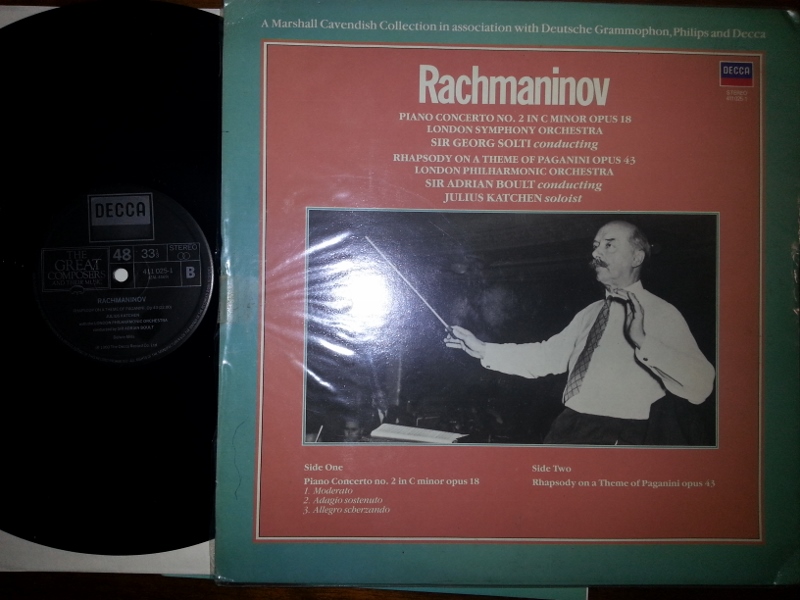 A Marshall Cavendish Collection in association with Deutsche Grammophon, Philips and Decca
DECCA
STEREO
Rachmaninov
PIANO CONCERTO NO. 2 IN C MINOR OPUS 18
LONDON SYMPHONY ORCHESTRA
SIR GEORG SOLTI conducting
RHAPSODY ON A THEME OF PAGANINI OPUS 43
LONDON PHILHARMONIC ORCHESTRA
SIR ADRIAN BOULT conducting
JULIUS KATCHEN soloist
Side One
Piano Concerto no. 2 in C minor opus 18
1. Moderato
2. Adagio sostenuto
3. Allegro scherzando
Side Two
Rhapsody on a Theme of Paganini opus 43
DECCA
THE GREAT COMPOSERS
48
33⅓
STEREO
411 025-1
B
RACHMANINOV